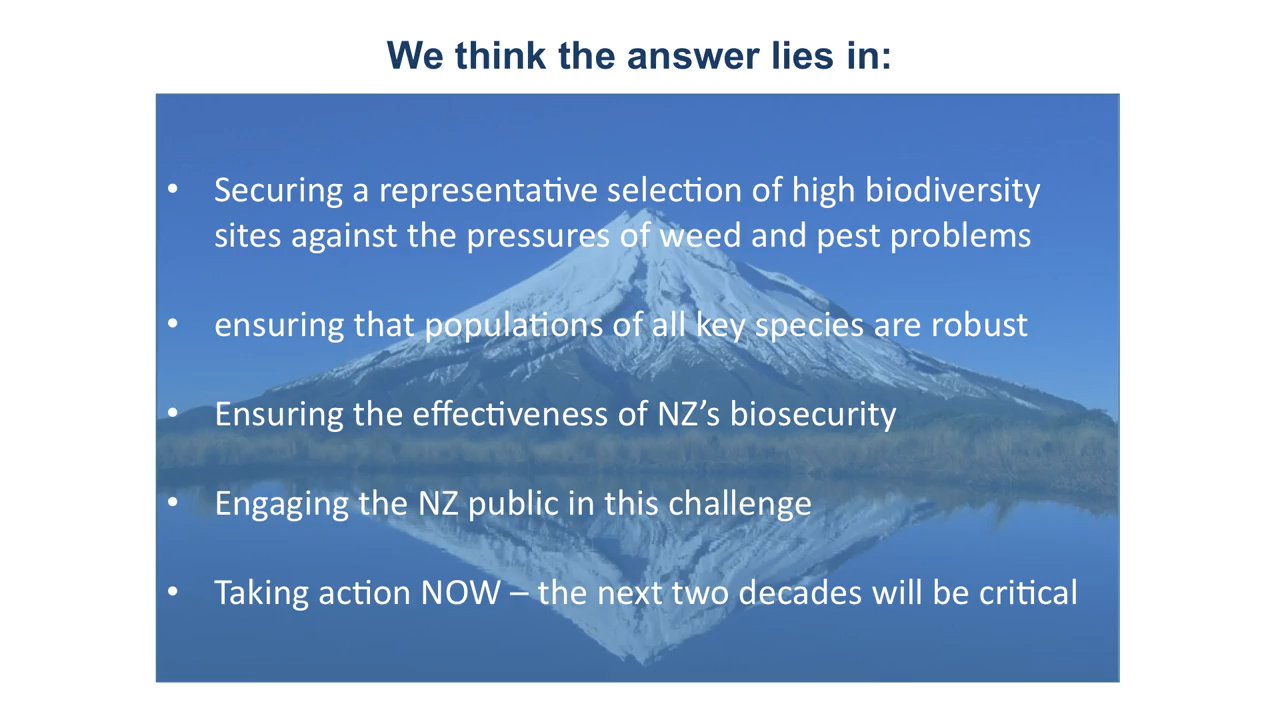 We think the answer lies in:
• Securing a representative selection of high biodiversity
sites against the pressures of weed and pest problems
• ensuring that populations of all key species are robust
• Ensuring the effectiveness of NZ’s biosecurity
• Engaging the NZ public in this challenge
• Taking action NOW – the next two decades will be critical